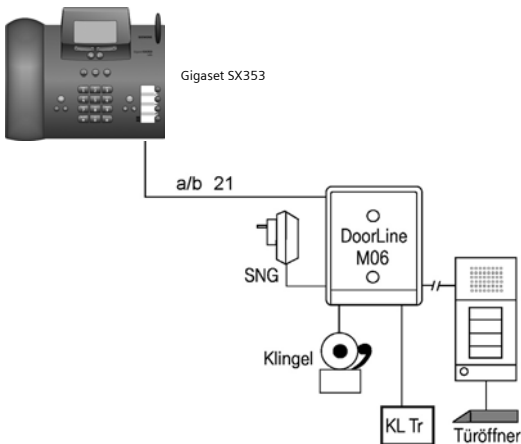 Gigaset SX353
a/b 21
DoorLine
M06
SNG
Klingel
KL Tr
Türöffner